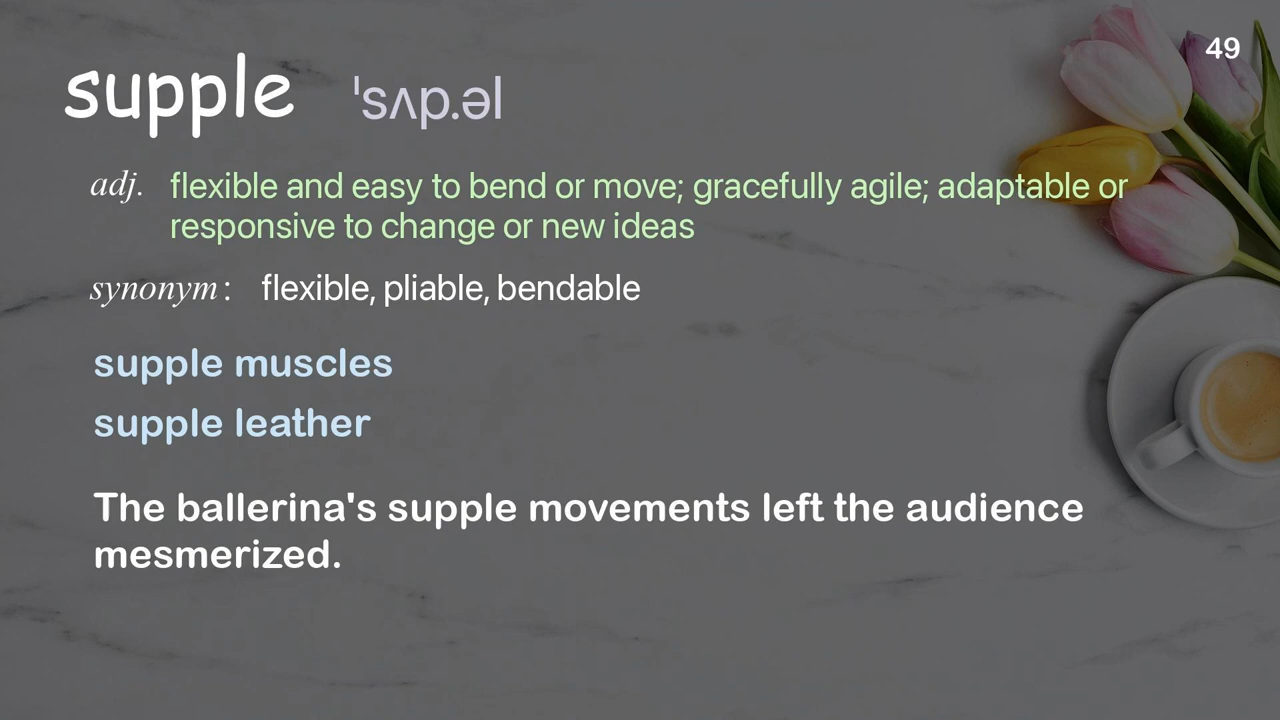 49
supple ˈsʌp.əl
adj. flexible and easy to bend or move; gracefully agile; adaptable or
responsive to change or new ideas
synonym : flexible, pliable, bendable
supple muscles
supple leather
The ballerina's supple movements left the audience
mesmerized.